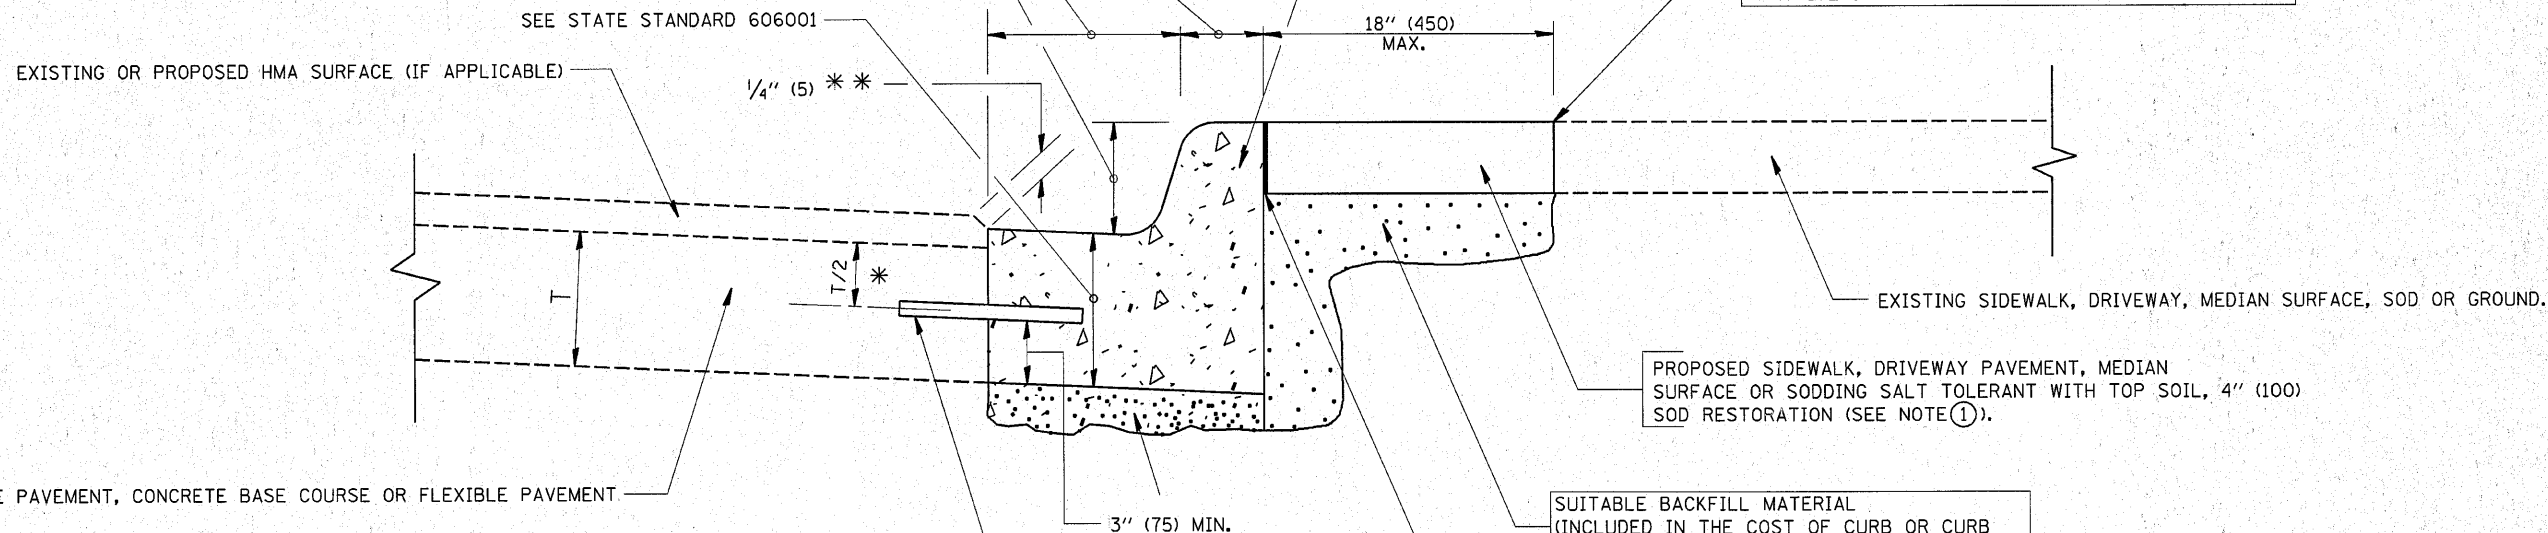 SEE STATE STANDARD 606001
18" (450)
MAX.
EXISTING OR PROPOSED HMA SURFACE (IF APPLICABLE)
1/4" (5) * *
T/2
*
T
EXISTING SIDEWALK, DRIVEWAY, MEDIAN SURFACE, SOD OR GROUND.
PROPOSED SIDEWALK, DRIVEWAY PAVEMENT, MEDIAN
SURFACE OR SODDING SALT TOLERANT WITH TOP SOIL, 4" (100)
SOD RESTORATION (SEE NOTE ①).
PAVEMENT, CONCRETE BASE COURSE OR FLEXIBLE PAVEMENT
3" (75) MIN.
SUITABLE BACKFILL MATERIAL
(INCLUDED IN THE COST OF CURB OR CURB